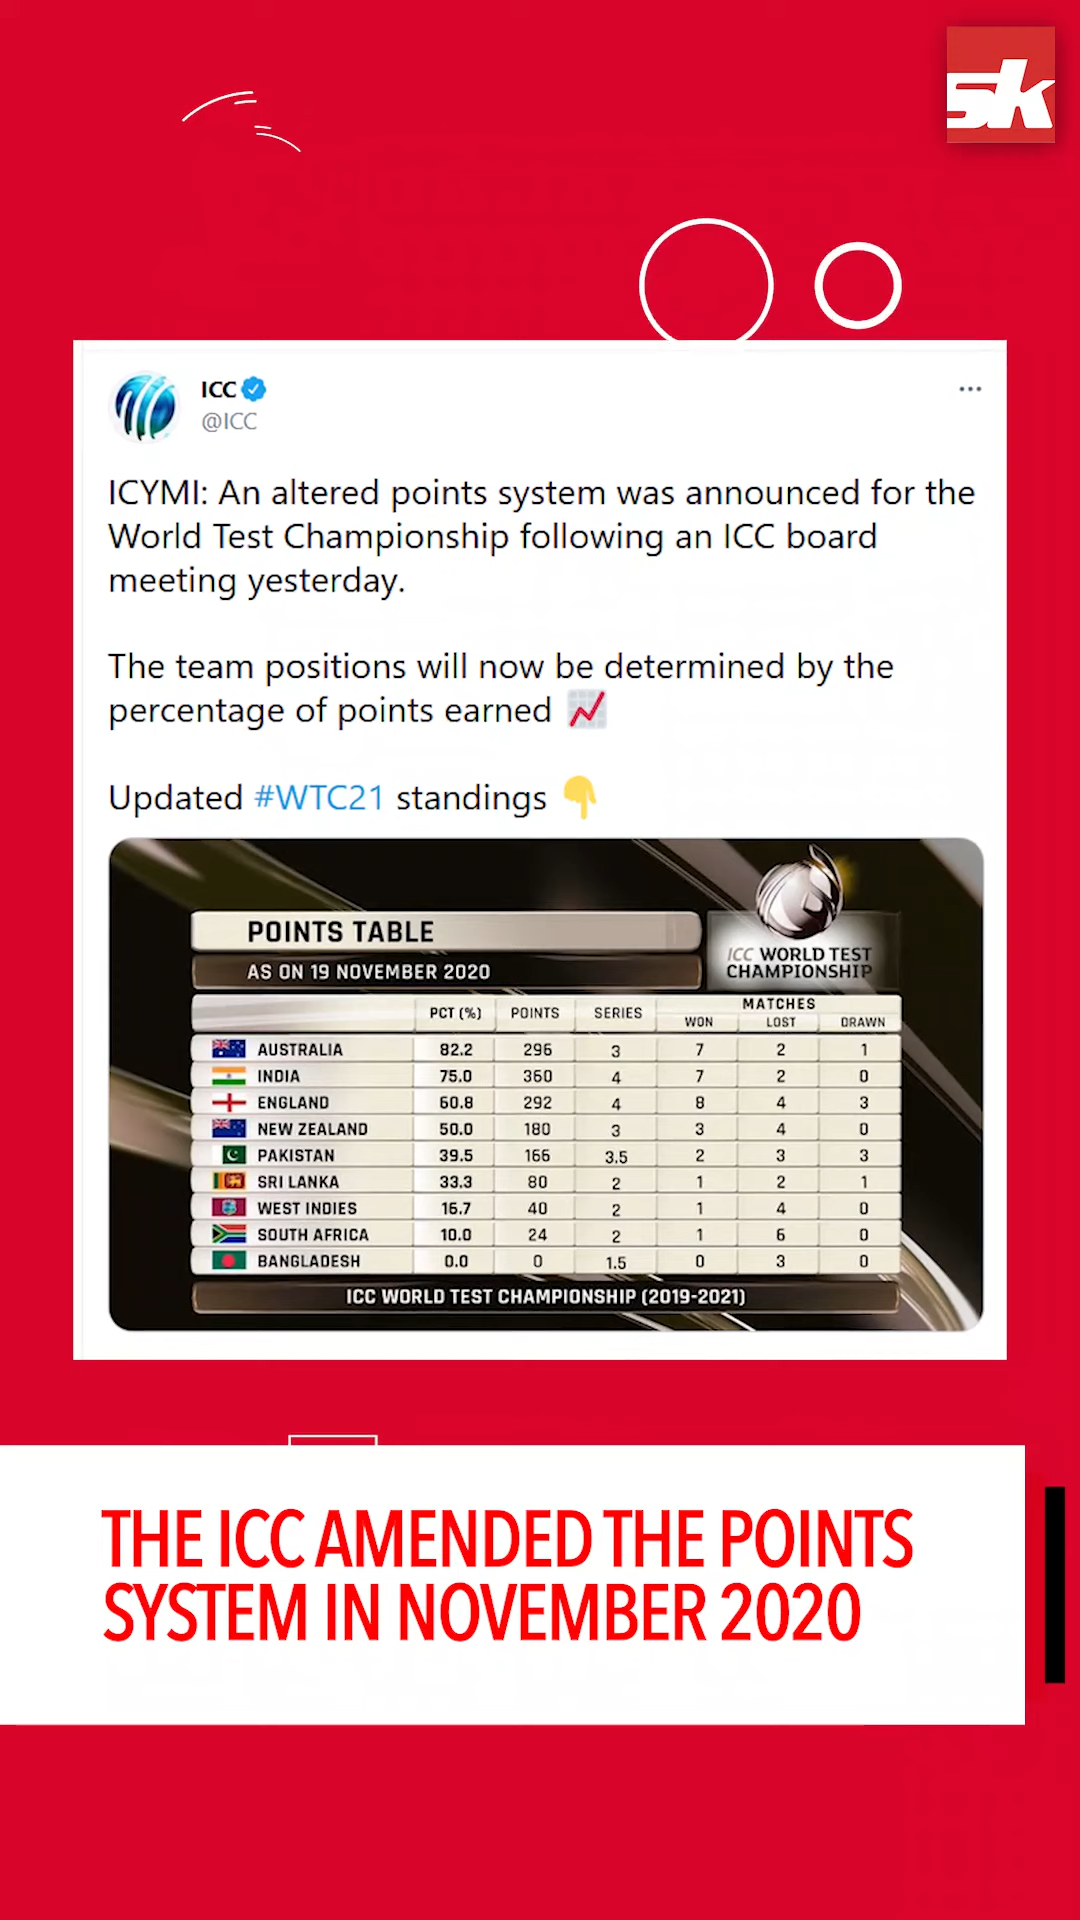 sk
ICC
@ICC
ICYMI: An altered points system was announced for the
World Test Championship following an ICC board
meeting yesterday.
The team positions will now be determined by the
percentage of points earned
Updated #WTC21 standings
POINTS TABLE
AS ON 19 NOVEMBER 2020
ICC WORLD TEST
CHAMPIONSHIP
PCT (%) POINTS SERIES MATCHES
WON LOST DRAWN
AUSTRALIA 82.2 296 3 7 2 1
INDIA 75.0 360 4 7 2 0
ENGLAND 60.8 292 4 8 4 3
NEW ZEALAND 50.0 180 3 3 4 0
PAKISTAN 39.5 166 3.5 2 3 3
SRI LANKA 33.3 80 2 1 2 1
WEST INDIES 16.7 40 2 1 4 0
SOUTH AFRICA 10.0 24 2 1 6 0
BANGLADESH 0.0 0 1.5 0 3 0
ICC WORLD TEST CHAMPIONSHIP (2019-2021)
THE ICC AMENDED THE POINTS
SYSTEM IN NOVEMBER 2020